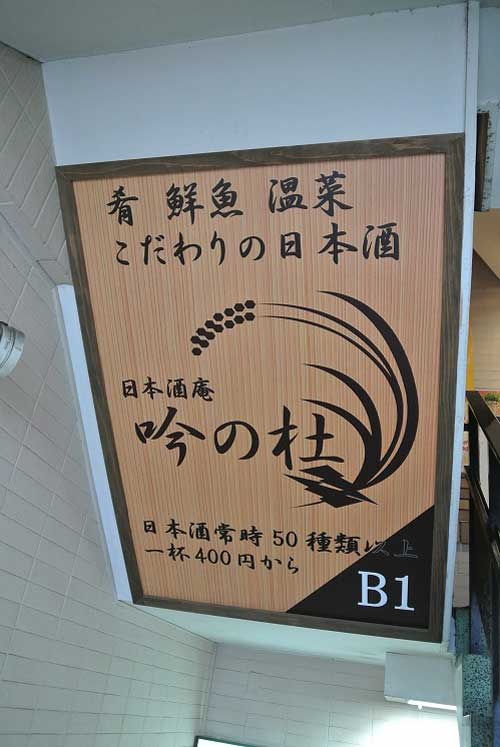 肴 鮮魚 温菜
こだわりの日本酒
日本酒庵
吟の杜
日本酒常時50種類以上
一杯400円から
B1